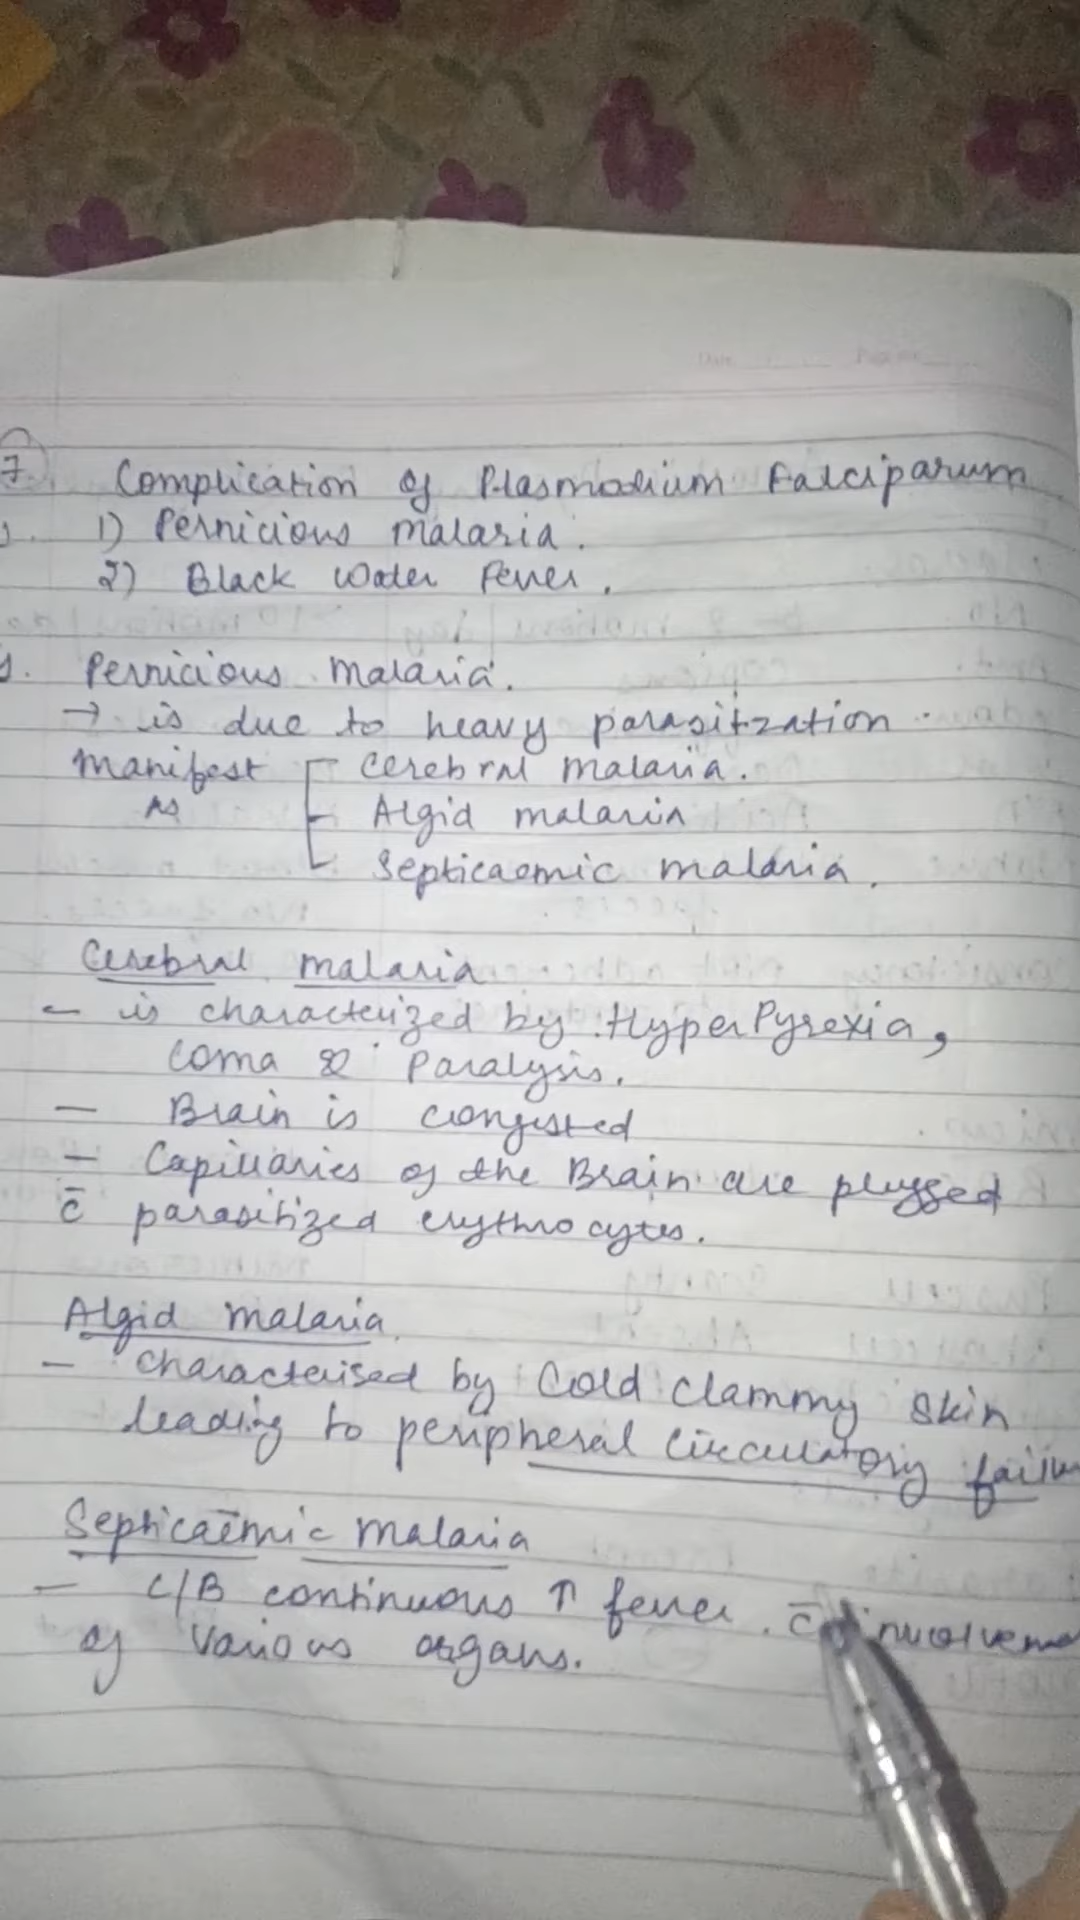 7 Complication of Plasmodium Falciparum
1) Pernicious malaria.
2) Black water Fever.
Pernicious malaria.
→ is due to heavy parasitization.
manifest cerebral malaria.
As Algid malaria
Septicaemic malaria.
Cerebral malaria
- is characterized by HyperPyrexia,
Coma & Paralysis.
- Brain is congested
- Capillaries of the Brain are plugged
c̄ parasitized erythrocytes.
Algid malaria
- characterised by Cold clammy skin
leading to peripheral circulatory
Septicaemic malaria
- C/B continuous ↑ fever. c̄
of various organs.